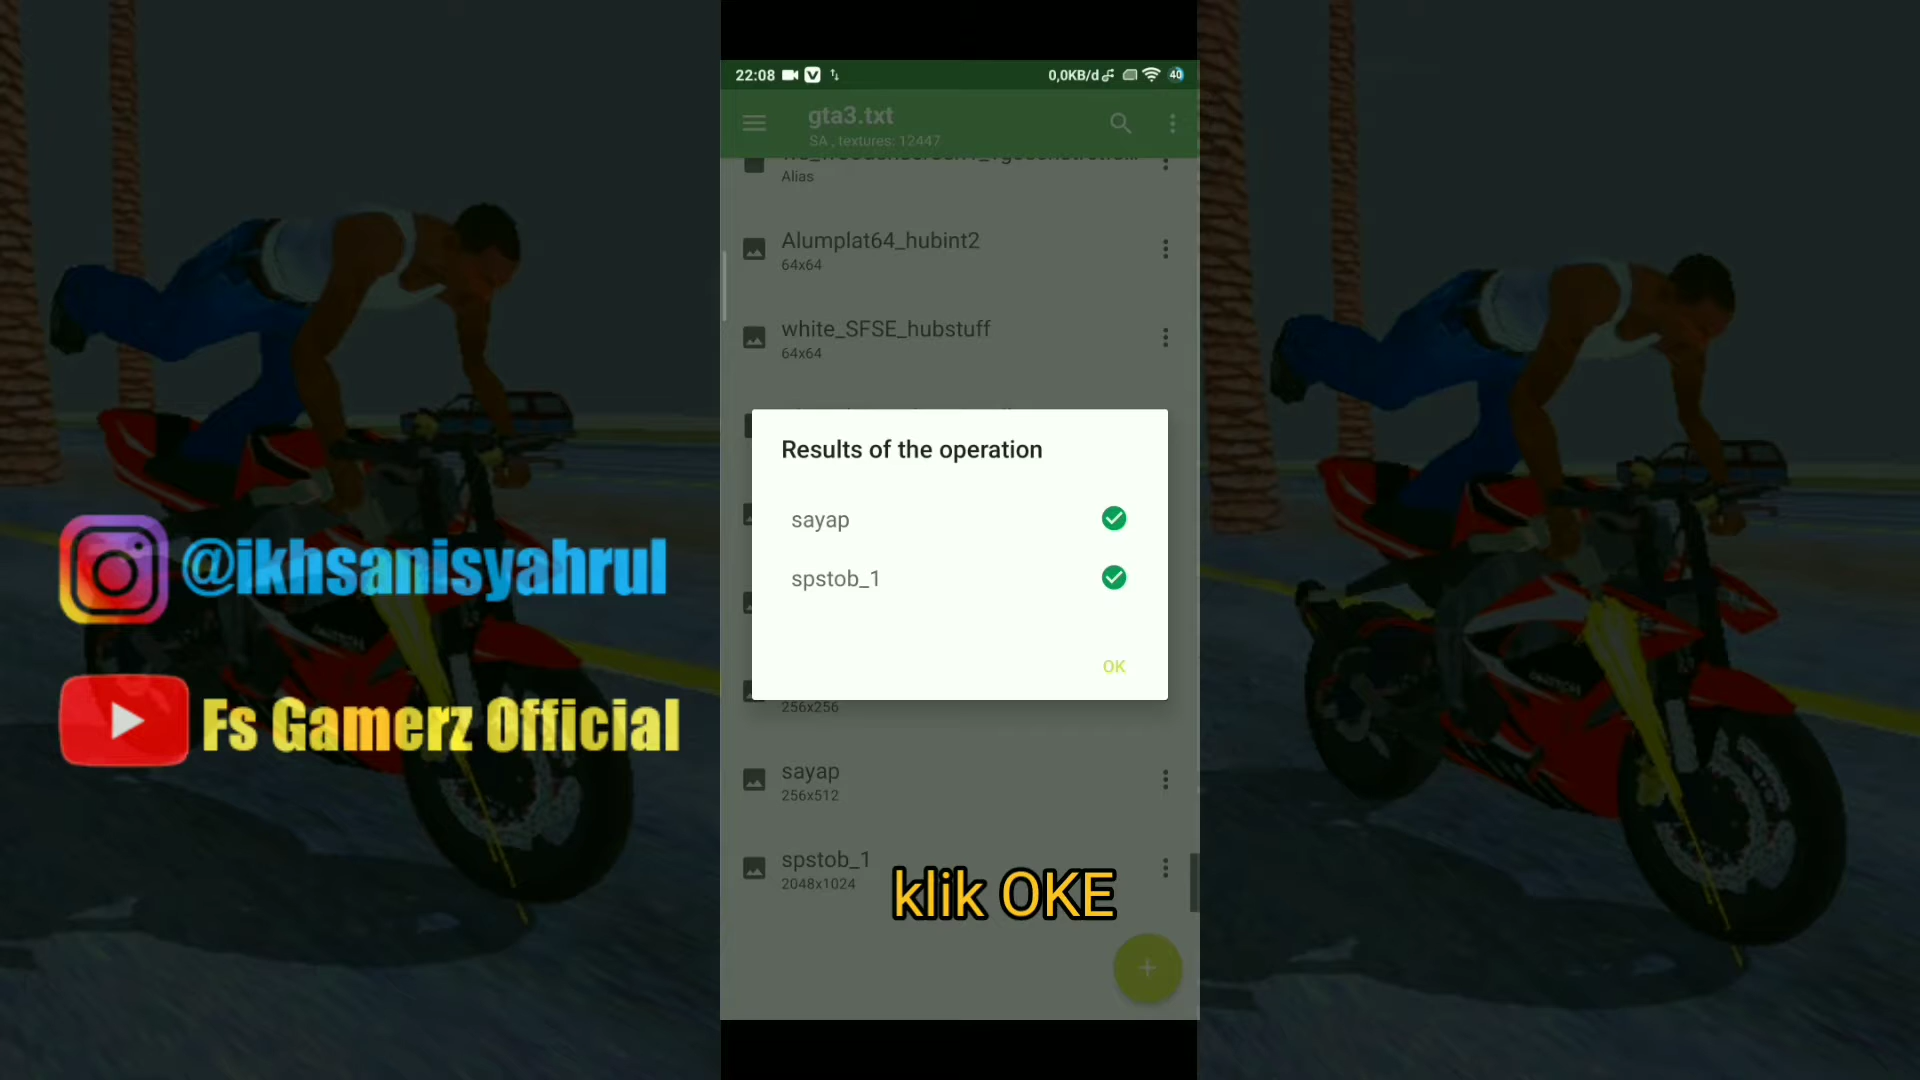 22:08
0,0KB/d
40
gta3.txt
SA , textures: 12447
Alias
Alumplat64_hubint2
64x64
white_SFSE_hubstuff
64x64
Results of the operation
sayap
spstob_1
OK
256x256
sayap
256x512
spstob_1
2048x1024
klik OKE
@ikhsanisyahrul
Fs Gamerz Official